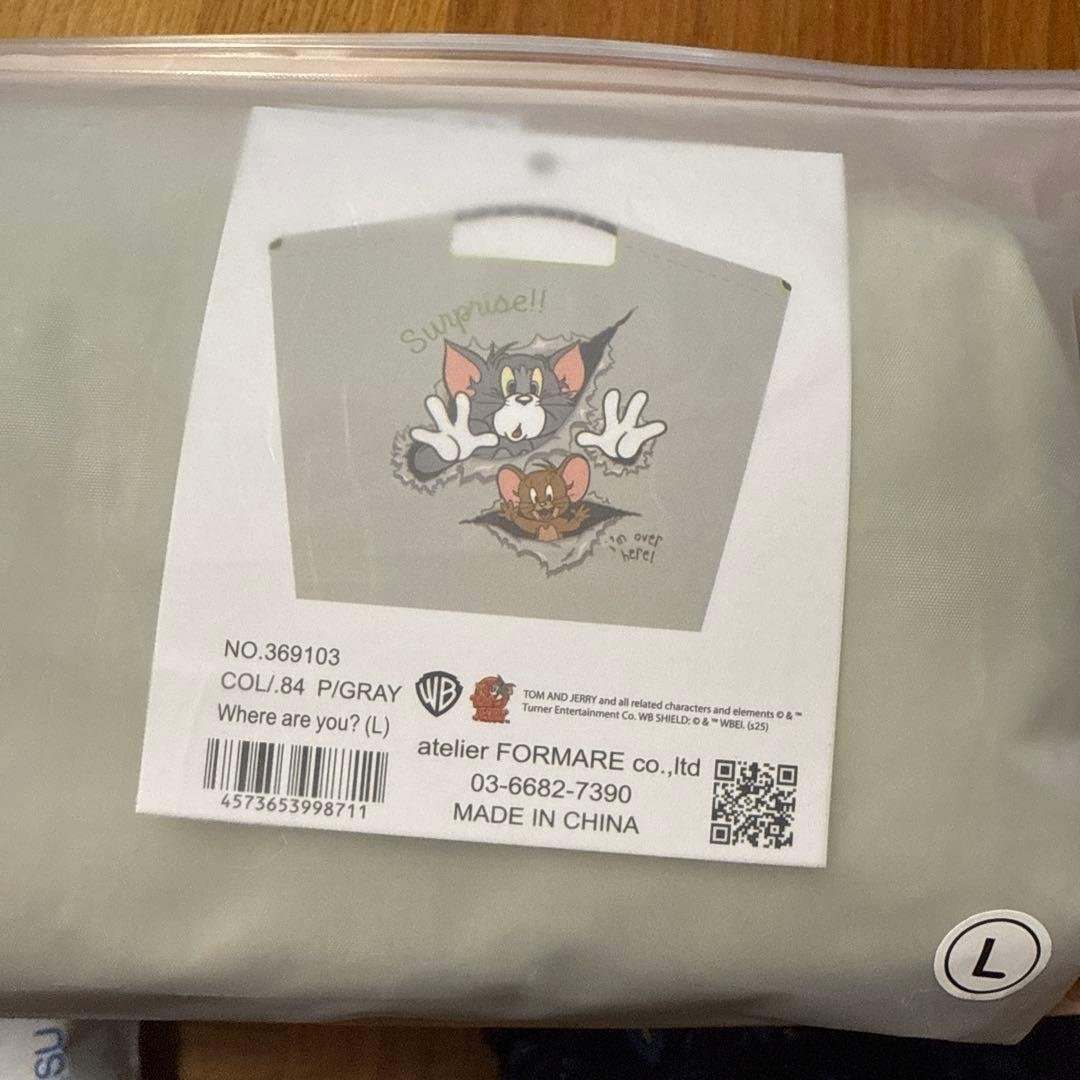 Surprise!!
I'm over
here!
NO.369103
COL/.84 P/GRAY
Where are you? (L)
4573653998711
WB
TOM AND JERRY and all related characters and elements © & ™
Turner Entertainment Co. WB SHIELD: © & ™ WBEI. (s25)
atelier FORMARE co.,ltd
03-6682-7390
MADE IN CHINA
L
SU